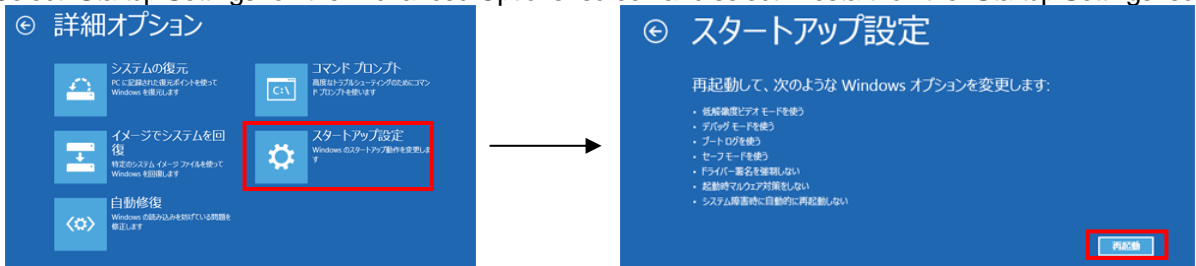 詳細オプション
システムの復元
PC に記録された復元ポイントを使って
Windows を復元します
イメージでシステムを回
復
特定のシステム イメージ ファイルを使って
Windows を回復します
自動修復
Windows の読み込みを妨げている問題を
修正します
コマンド プロンプト
高度なトラブルシューティングのためにコマン
ド プロンプトを使います
スタートアップ設定
Windows のスタートアップ動作を変更しま
す
スタートアップ設定
再起動して、次のような Windows オプションを変更します:
• 低解像度ビデオ モードを使う
• デバッグ モードを使う
• ブート ログを使う
• セーフ モードを使う
• ドライバー署名を強制しない
• 起動時マルウェア対策をしない
• システム障害時に自動的に再起動しない
再起動